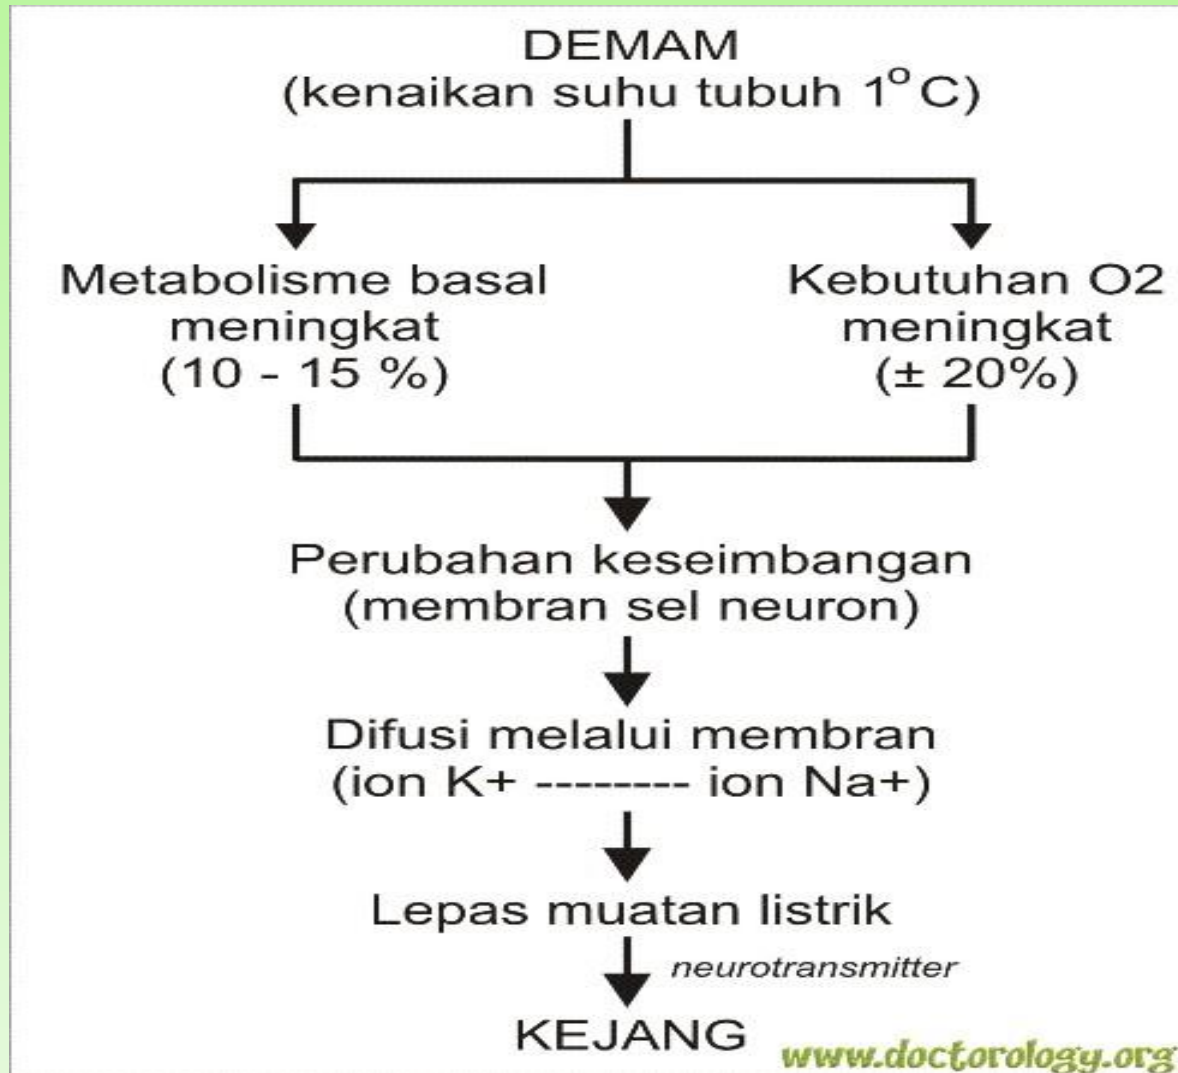 DEMAM
(kenaikan suhu tubuh 1° C)
Metabolisme basal
meningkat
(10 - 15 %)
Kebutuhan O2
meningkat
(± 20%)
Perubahan keseimbangan
(membran sel neuron)
Difusi melalui membran
(ion K+ -------- ion Na+)
Lepas muatan listrik
neurotransmitter
KEJANG
www.doctorology.org